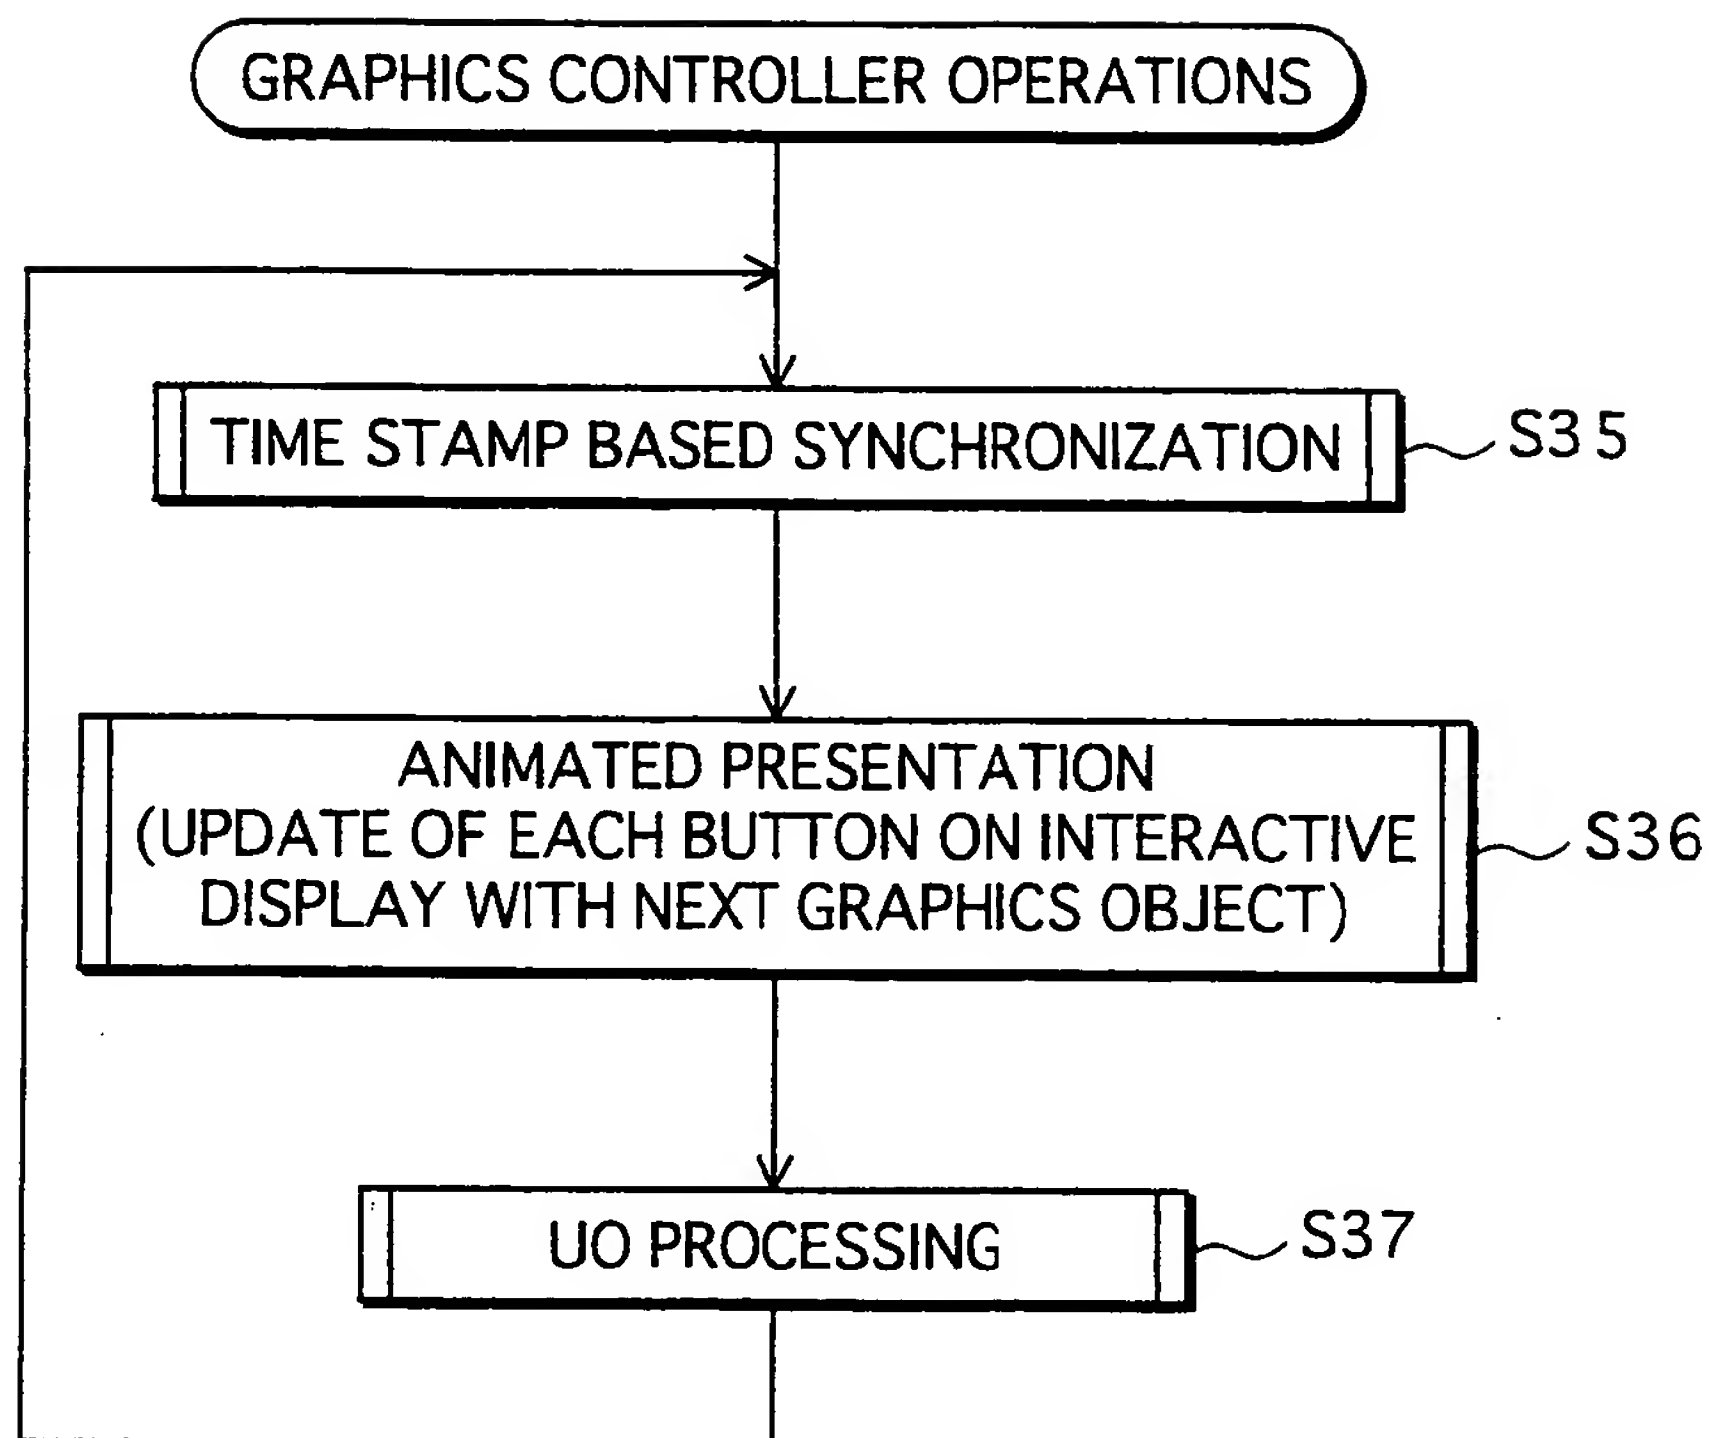 GRAPHICS CONTROLLER OPERATIONS
TIME STAMP BASED SYNCHRONIZATION
S35
ANIMATED PRESENTATION
(UPDATE OF EACH BUTTON ON INTERACTIVE
DISPLAY WITH NEXT GRAPHICS OBJECT)
S36
UO PROCESSING
S37